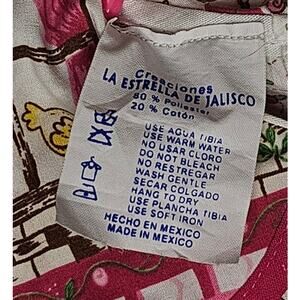 Creaciones
LA ESTRELLA DE JALISCO
80 % Poliester
20 % Cotón
USE AGUA TIBIA
USE WARM WATER
NO USAR CLORO
DO NOT BLEACH
NO RESTREGAR
WASH GENTLE
SECAR COLGADO
HANG TO DRY
USE PLANCHA TIBIA
USE SOFT IRON
HECHO EN MEXICO
MADE IN MEXICO